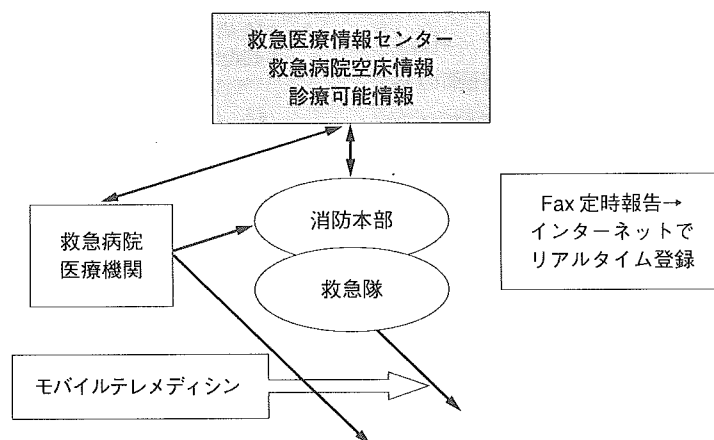 救急医療情報センター
救急病院空床情報
診療可能情報
消防本部
救急隊
救急病院
医療機関
Fax 定時報告→
インターネットで
リアルタイム登録
モバイルテレメディシン